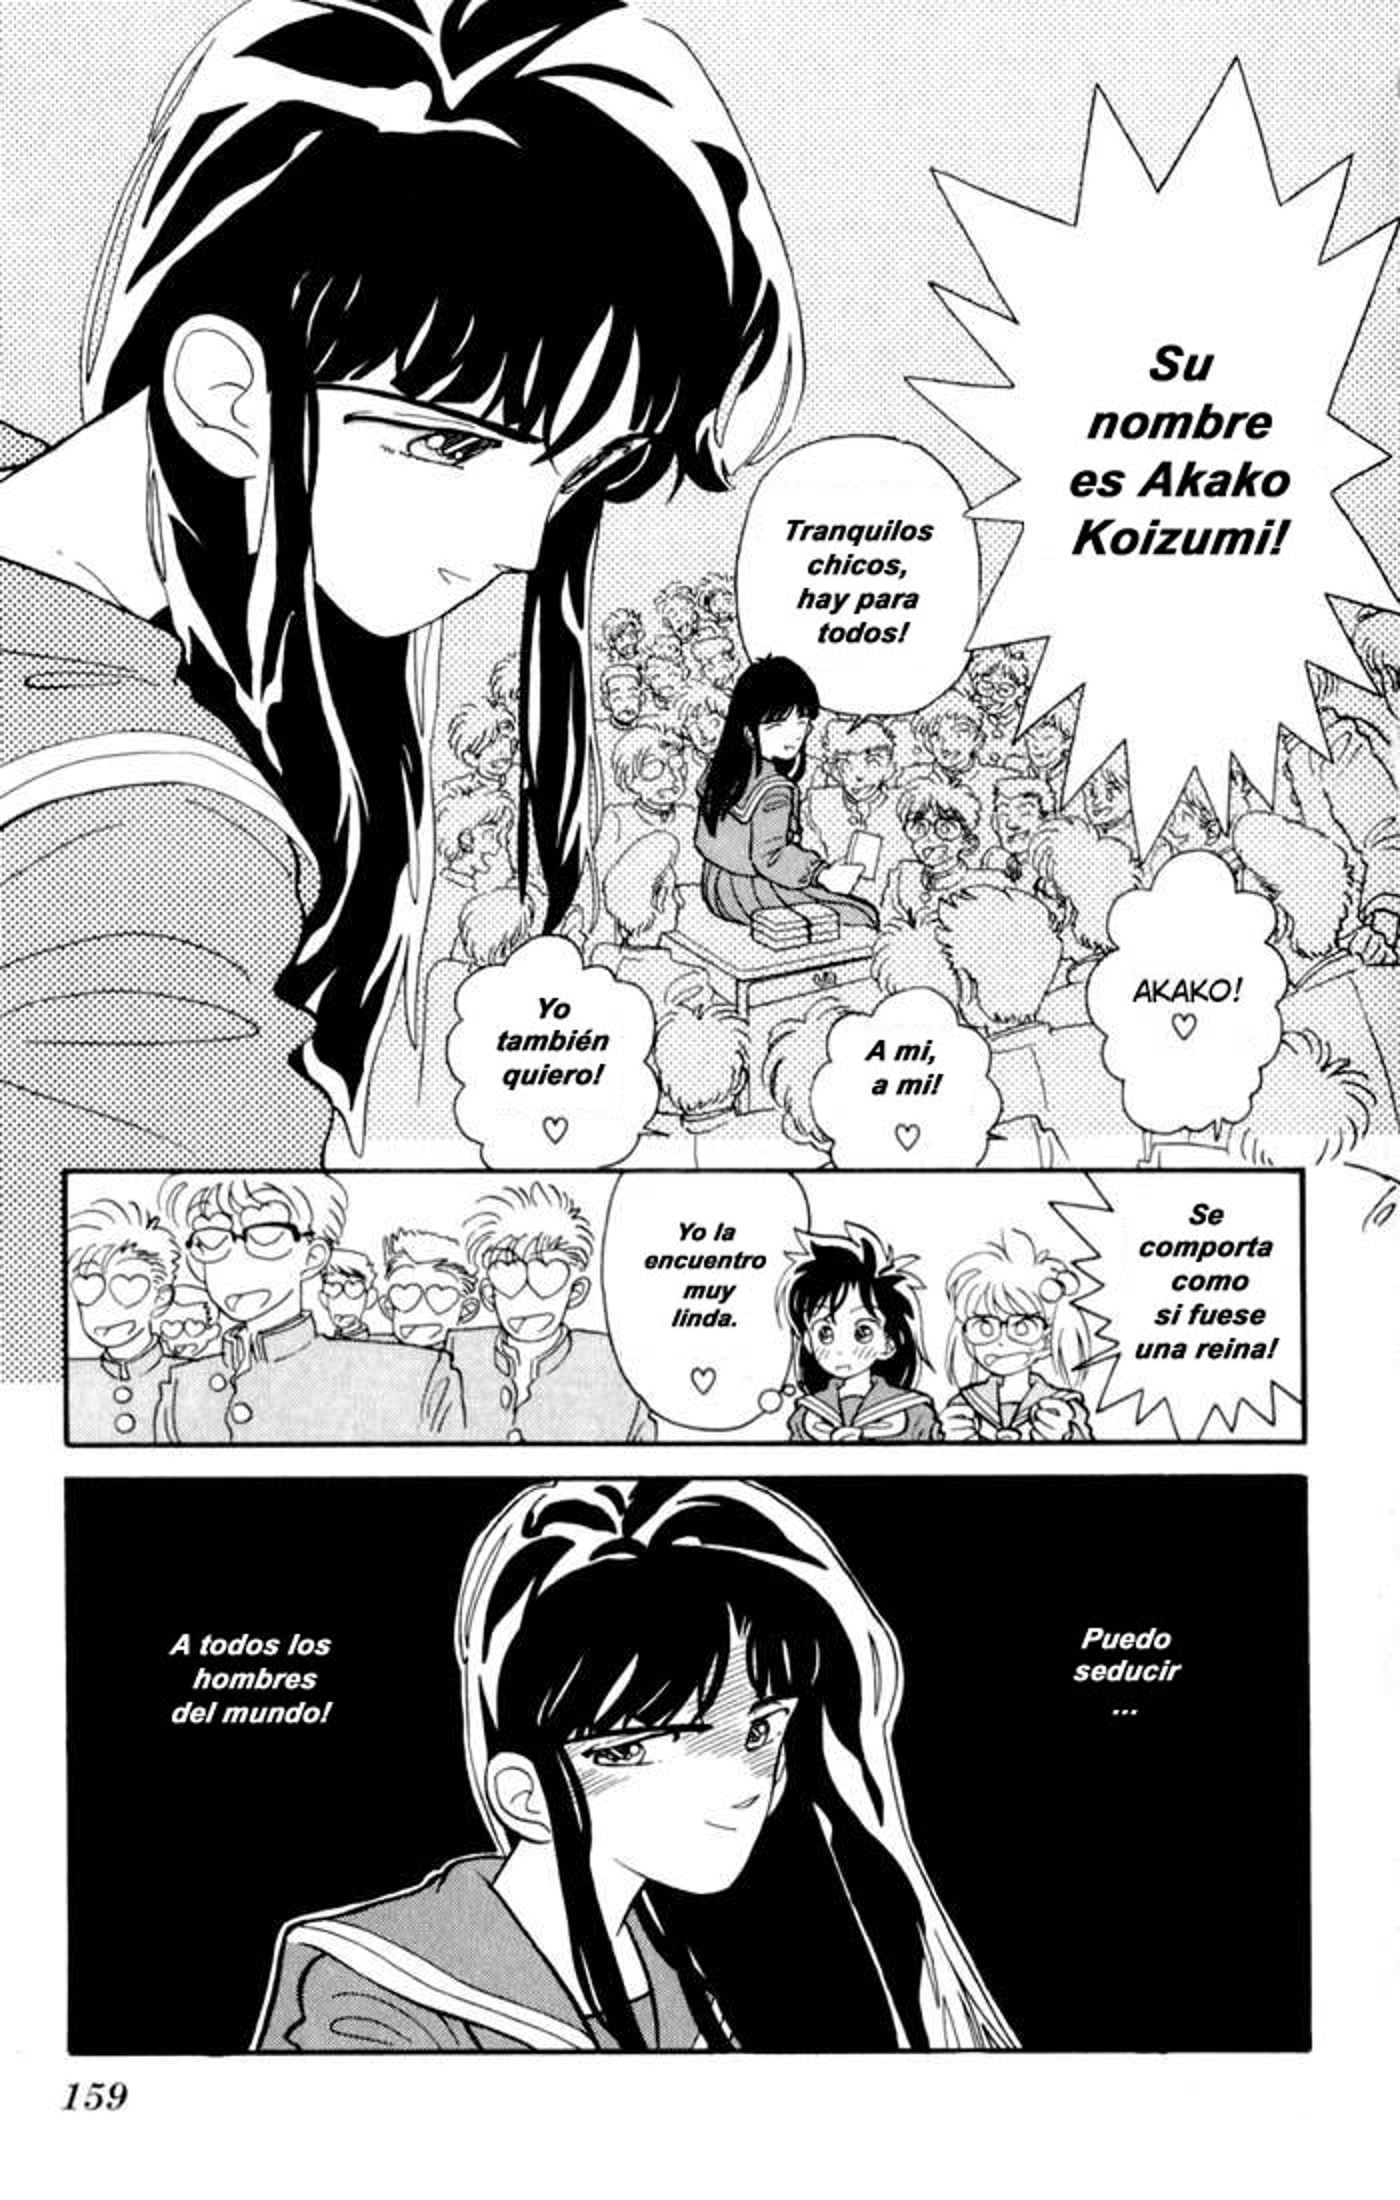 Su
nombre
es Akako
Koizumi!
Tranquilos
chicos,
hay para
todos!
AKAKO!
♡
A mi,
a mi!
♡
Yo
también
quiero!
♡
Se
comporta
como
si fuese
una reina!
Yo la
encuentro
muy
linda.
♡
Puedo
seducir
...
A todos los
hombres
del mundo!
159